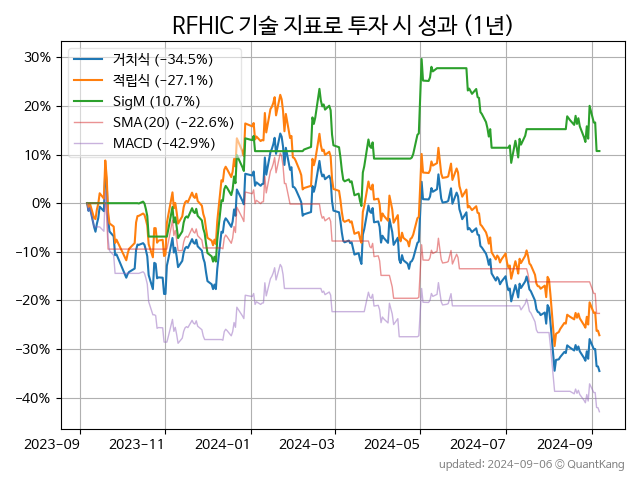 RFHIC 기술 지표로 투자 시 성과 (1년)
거치식 (−34.5%)
적립식 (−27.1%)
SigM (10.7%)
SMA(20) (−22.6%)
MACD (−42.9%)
30%
20%
10%
0%
−10%
−20%
−30%
−40%
2023-09 2023-11 2024-01 2024-03 2024-05 2024-07 2024-09
updated: 2024-09-06 © QuantKang